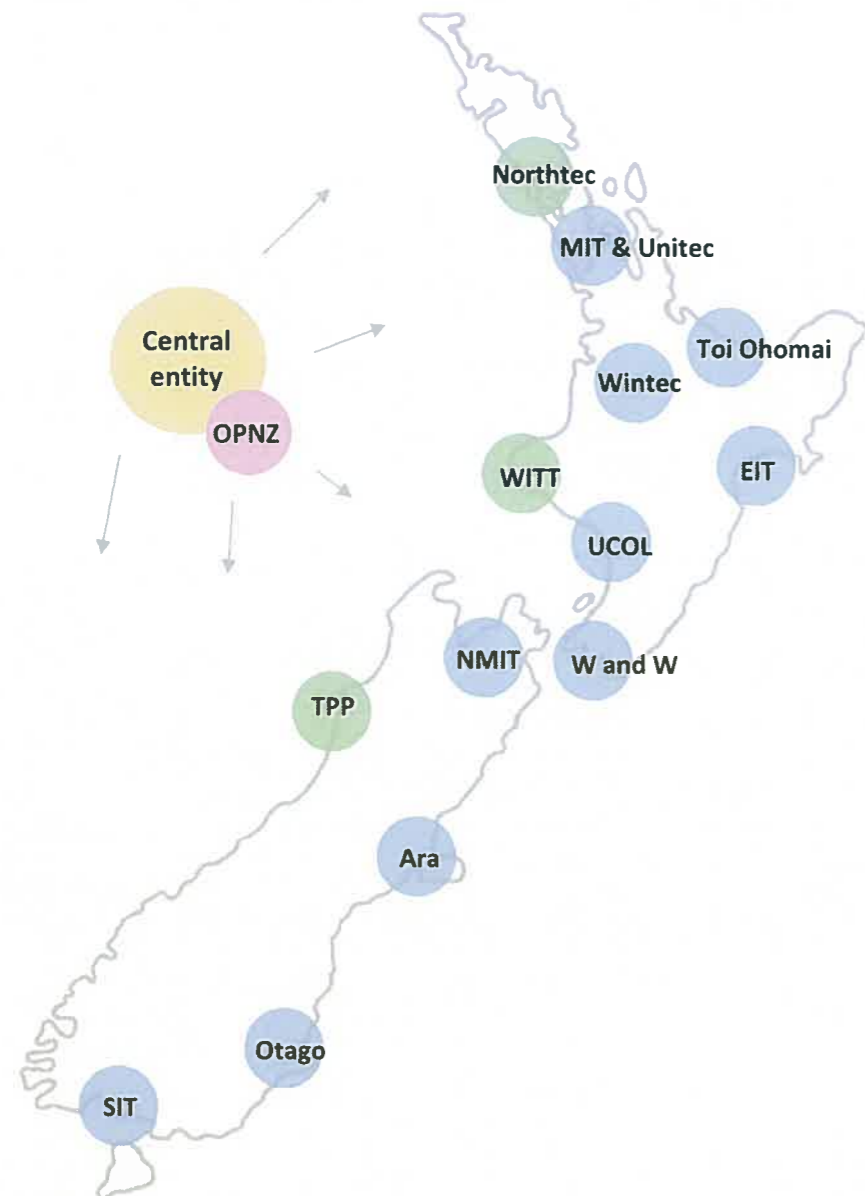 Northtec
MIT & Unitec
Central
entity
Toi Ohomai
Wintec
OPNZ
WITT
EIT
UCOL
NMIT
W and W
TPP
Ara
Otago
SIT